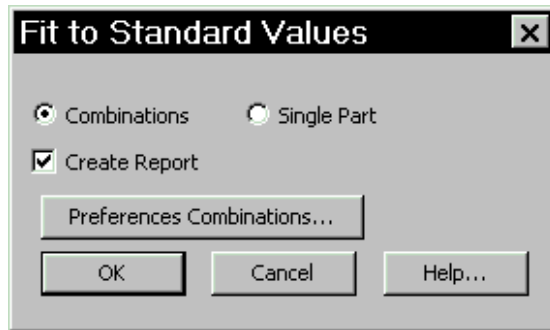 Fit to Standard Values
Combinations Single Part
Create Report
Preferences Combinations...
OK Cancel Help...